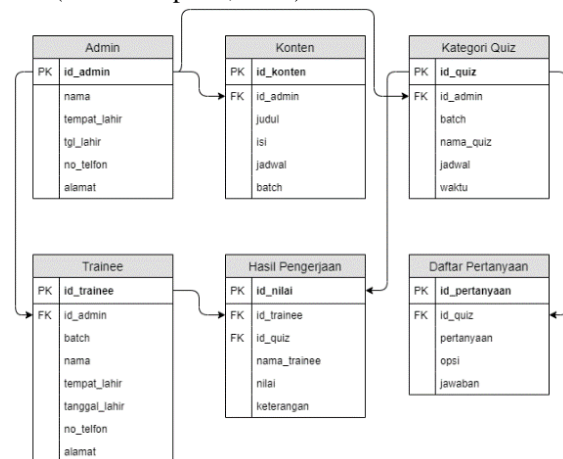 Admin
PK id_admin
nama
tempat_lahir
tgl_lahir
no_telfon
alamat
Konten
PK id_konten
FK id_admin
judul
isi
jadwal
batch
Kategori Quiz
PK id_quiz
FK id_admin
batch
nama_quiz
jadwal
waktu
Trainee
PK id_trainee
FK id_admin
batch
nama
tempat_lahir
tanggal_lahir
no_telfon
alamat
Hasil Pengerjaan
PK id_nilai
FK id_trainee
FK id_quiz
nama_trainee
nilai
keterangan
Daftar Pertanyaan
PK id_pertanyaan
FK id_quiz
pertanyaan
opsi
jawaban